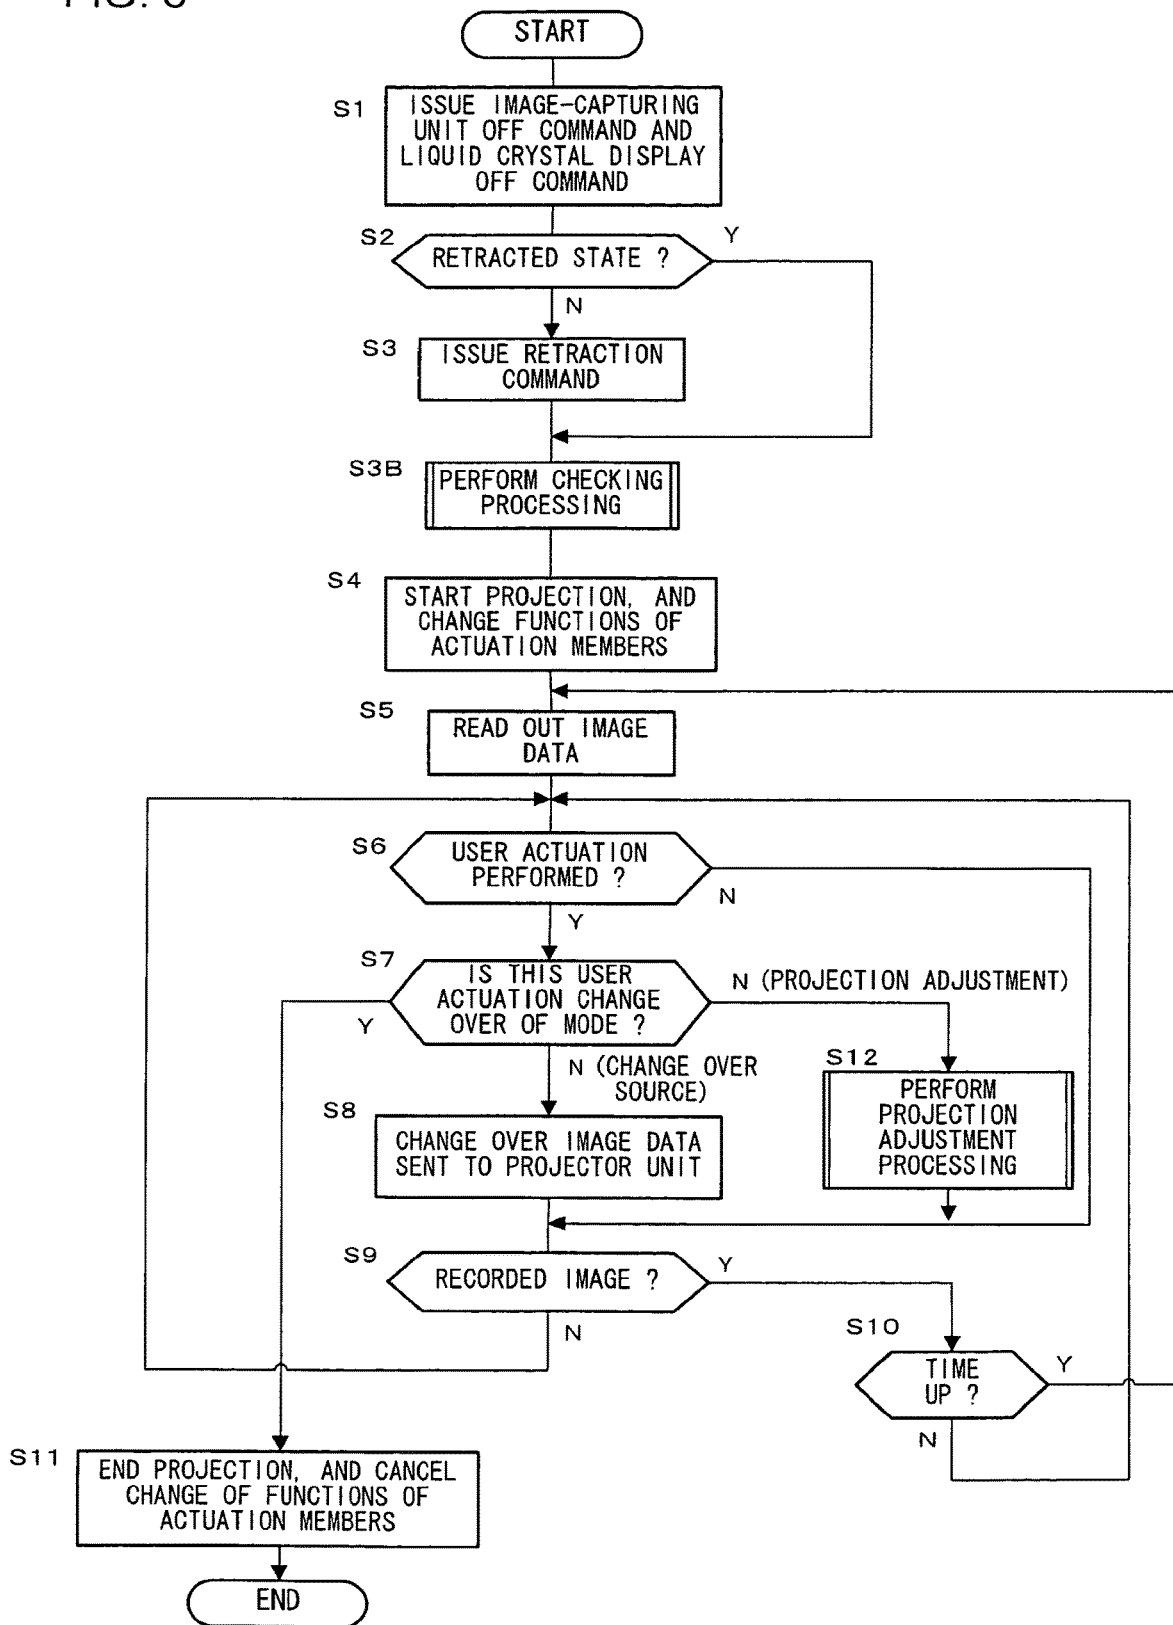 START
S1
ISSUE IMAGE-CAPTURING
UNIT OFF COMMAND AND
LIQUID CRYSTAL DISPLAY
OFF COMMAND
S2
RETRACTED STATE ?
Y
N
S3
ISSUE RETRACTION
COMMAND
S3B
PERFORM CHECKING
PROCESSING
S4
START PROJECTION, AND
CHANGE FUNCTIONS OF
ACTUATION MEMBERS
S5
READ OUT IMAGE
DATA
S6
USER ACTUATION
PERFORMED ?
N
Y
S7
IS THIS USER
ACTUATION CHANGE
OVER OF MODE ?
Y
N (PROJECTION ADJUSTMENT)
N (CHANGE OVER
SOURCE)
S12
PERFORM
PROJECTION
ADJUSTMENT
PROCESSING
S8
CHANGE OVER IMAGE DATA
SENT TO PROJECTOR UNIT
S9
RECORDED IMAGE ?
Y
N
S10
TIME
UP ?
Y
N
S11
END PROJECTION, AND CANCEL
CHANGE OF FUNCTIONS OF
ACTUATION MEMBERS
END